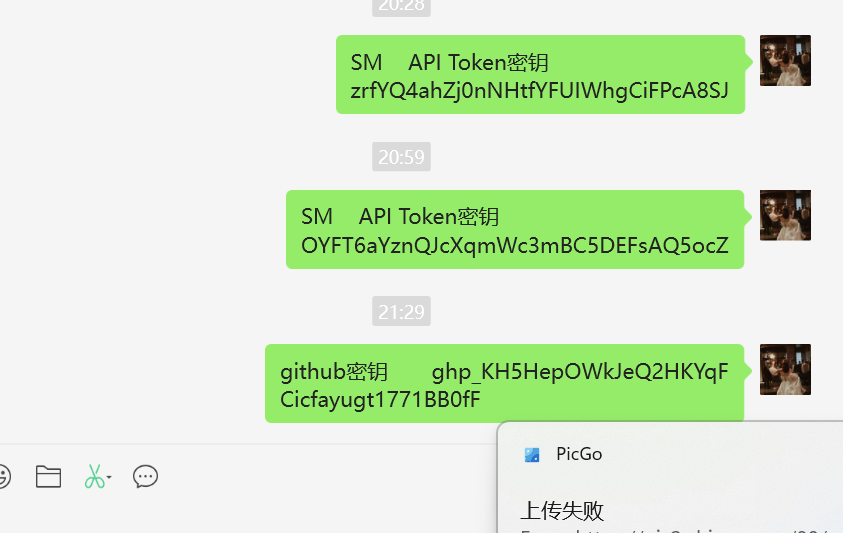 20:28
SM API Token密钥
zrfYQ4ahZj0nNHtfYFUIWhgCiFPcA8SJ
20:59
SM API Token密钥
OYFT6aYznQJcXqmWc3mBC5DEFsAQ5ocZ
21:29
github密钥 ghp_KH5HepOWkJeQ2HKYqF
Cicfayugt1771BB0fF
PicGo
上传失败